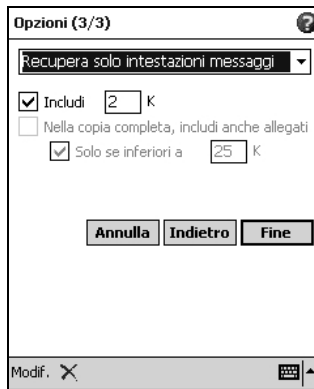 Opzioni (3/3) ?
Recupera solo intestazioni messaggi
Includi 2 K
Nella copia completa, includi anche allegati
Solo se inferiori a 25 K
Annulla Indietro Fine
Modif.